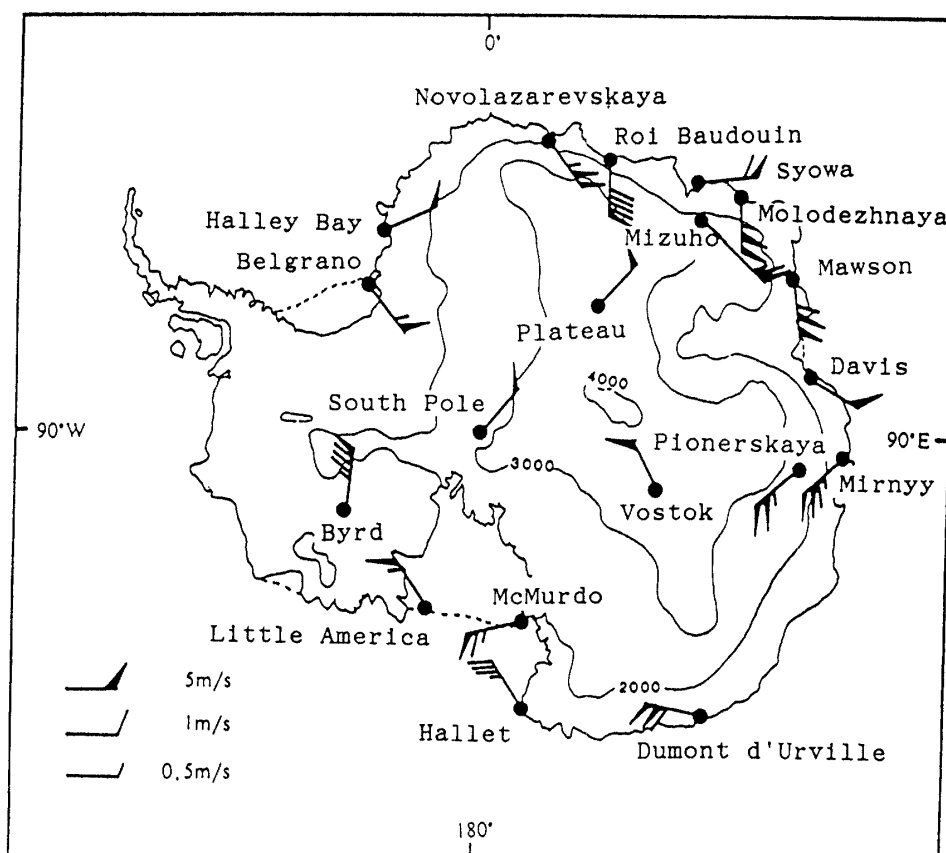 0°
Novolazarevskaya
Roi Baudouin
Syowa
Halley Bay
Molodezhnaya
Mizuho
Belgrano
Mawson
Plateau
Davis
4000
South Pole
90°W
Pionerskaya
90°E
3000
Mirnyy
Vostok
Byrd
McMurdo
Little America
5m/s
2000
1m/s
Hallet
Dumont d'Urville
0.5m/s
180°